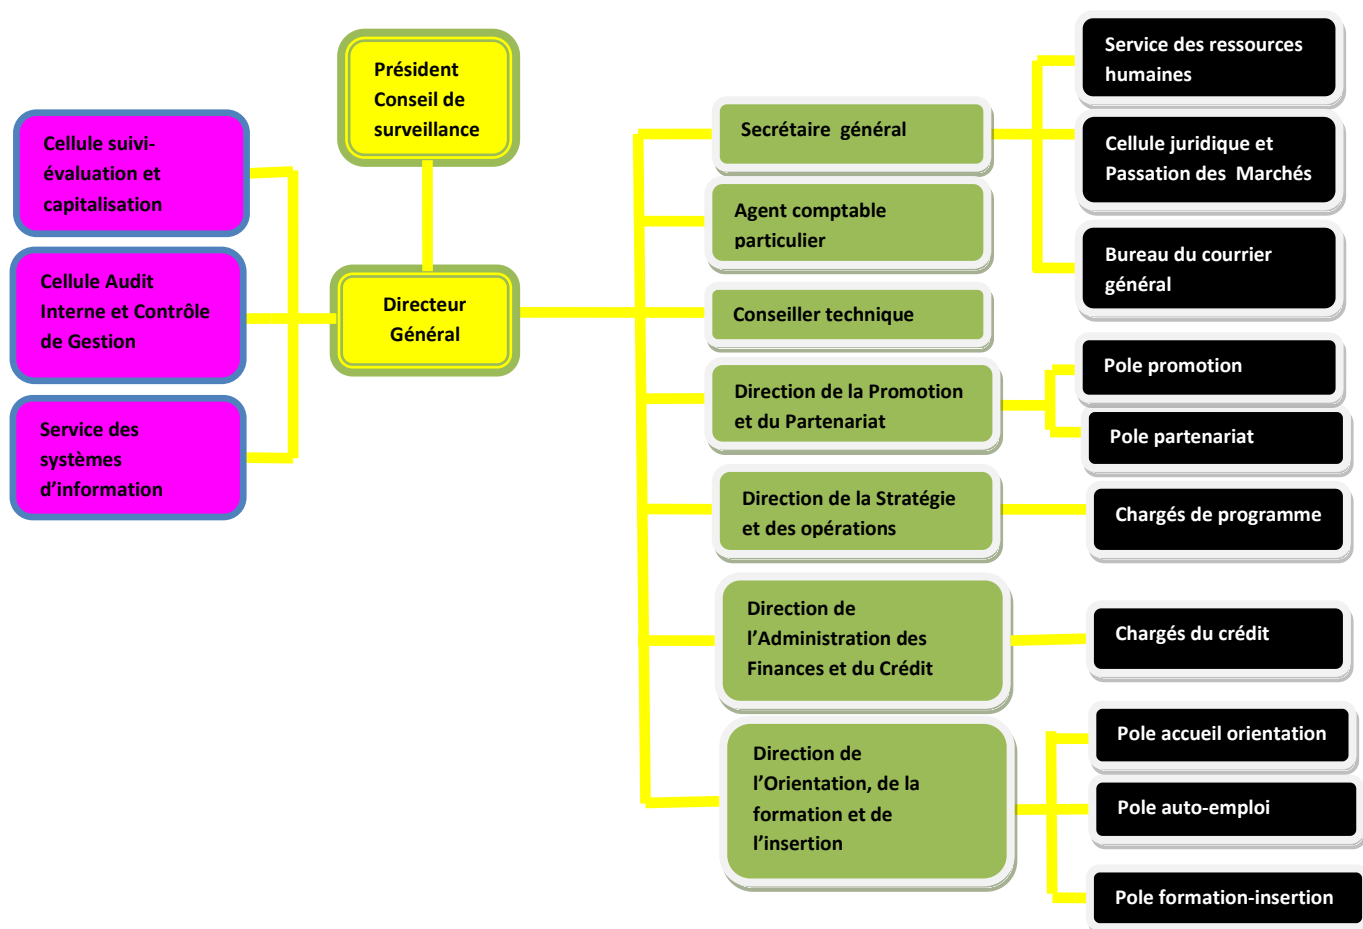 Président
Conseil de
surveillance
Directeur
Général
Cellule suivi-
évaluation et
capitalisation
Cellule Audit
Interne et Contrôle
de Gestion
Service des
systèmes
d’information
Secrétaire général
Agent comptable
particulier
Conseiller technique
Direction de la Promotion
et du Partenariat
Direction de la Stratégie
et des opérations
Direction de
l’Administration des
Finances et du Crédit
Direction de
l’Orientation, de la
formation et de
l’insertion
Service des ressources
humaines
Cellule juridique et
Passation des Marchés
Bureau du courrier
général
Pole promotion
Pole partenariat
Chargés de programme
Chargés du crédit
Pole accueil orientation
Pole auto-emploi
Pole formation-insertion